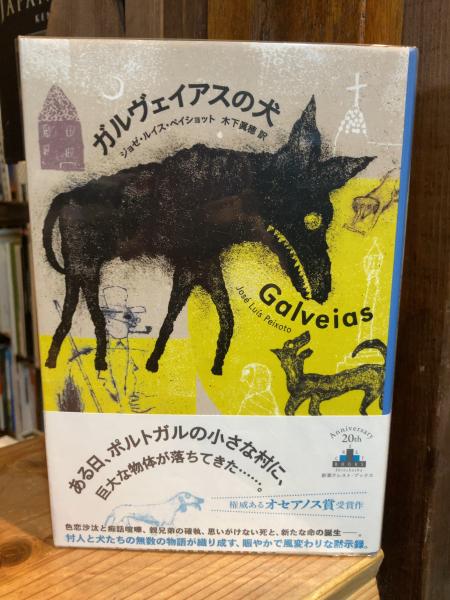 ガルヴェイアスの犬
ジョゼ・ルイス・ペイショット 木下眞穂 訳
Galveias
José Luís Peixoto
ある日、ポルトガルの小さな村に、
巨大な物体が落ちてきた……。
Anniversary
20th
CREST
BOOKS
Shinchosha
新潮クレスト・ブックス
権威あるオセアノス賞受賞作
色恋沙汰と痴話喧嘩、親兄弟の確執、思いがけない死と、新たな命の誕生――。
村人と犬たちの無数の物語が織り成す、賑やかで風変わりな黙示録。